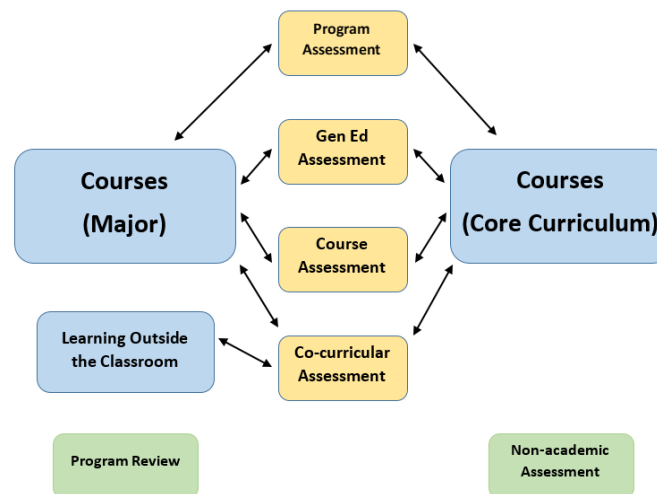 Program
Assessment
Gen Ed
Assessment
Courses
(Major)
Courses
(Core Curriculum)
Course
Assessment
Learning Outside
the Classroom
Co-curricular
Assessment
Program Review
Non-academic
Assessment